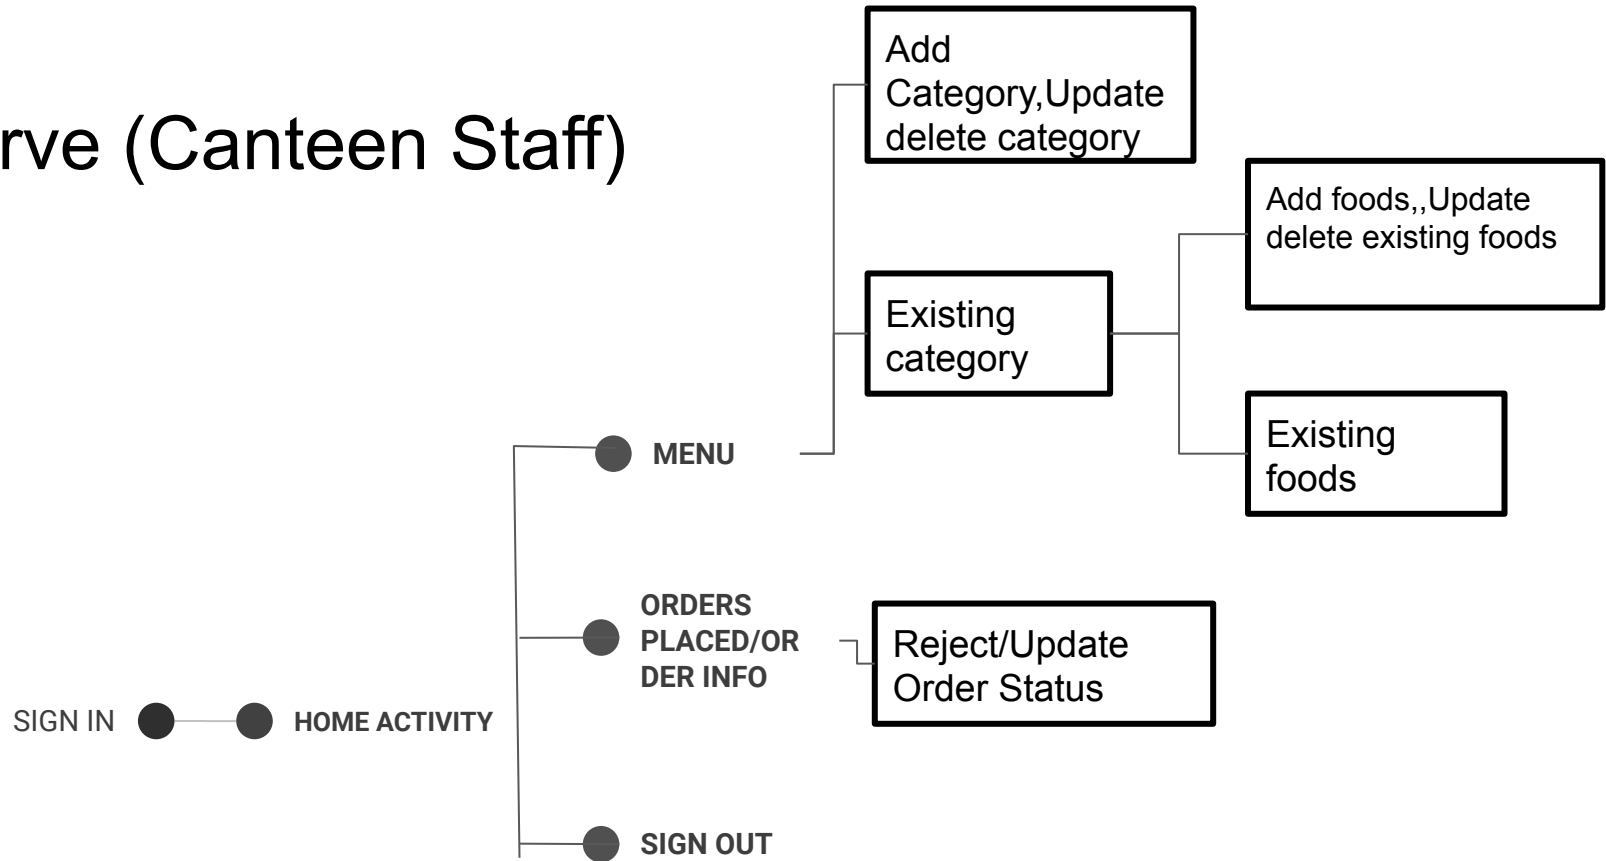 rve (Canteen Staff)
Add
Category,Update
delete category
Add foods,,Update
delete existing foods
Existing
category
Existing
foods
MENU
ORDERS
PLACED/OR
DER INFO
Reject/Update
Order Status
SIGN IN
HOME ACTIVITY
SIGN OUT